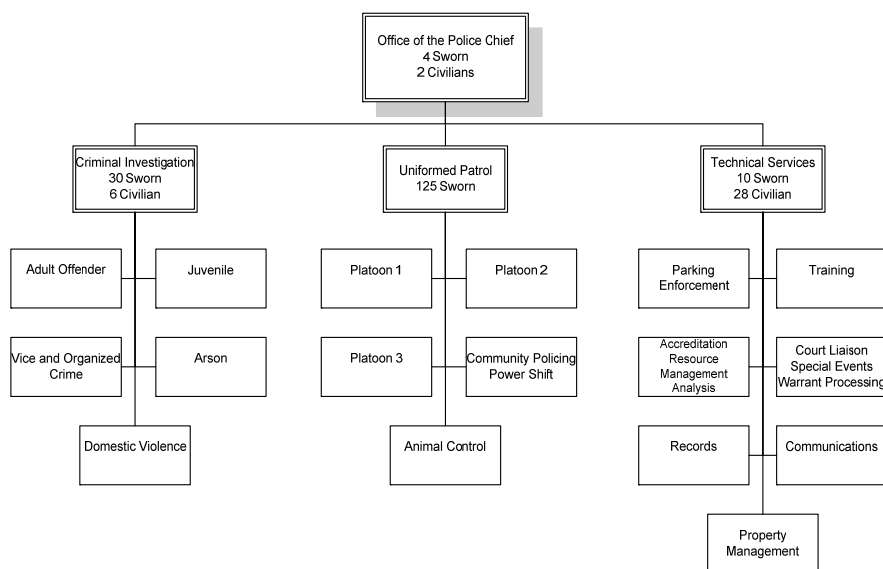 Office of the Police Chief
4 Sworn
2 Civilians
Criminal Investigation
30 Sworn
6 Civilian
Uniformed Patrol
125 Sworn
Technical Services
10 Sworn
28 Civilian
Adult Offender
Juvenile
Platoon 1
Platoon 2
Parking
Enforcement
Training
Vice and Organized
Crime
Arson
Platoon 3
Community Policing
Power Shift
Accreditation
Resource
Management
Analysis
Court Liaison
Special Events
Warrant Processing
Domestic Violence
Animal Control
Records
Communications
Property
Management